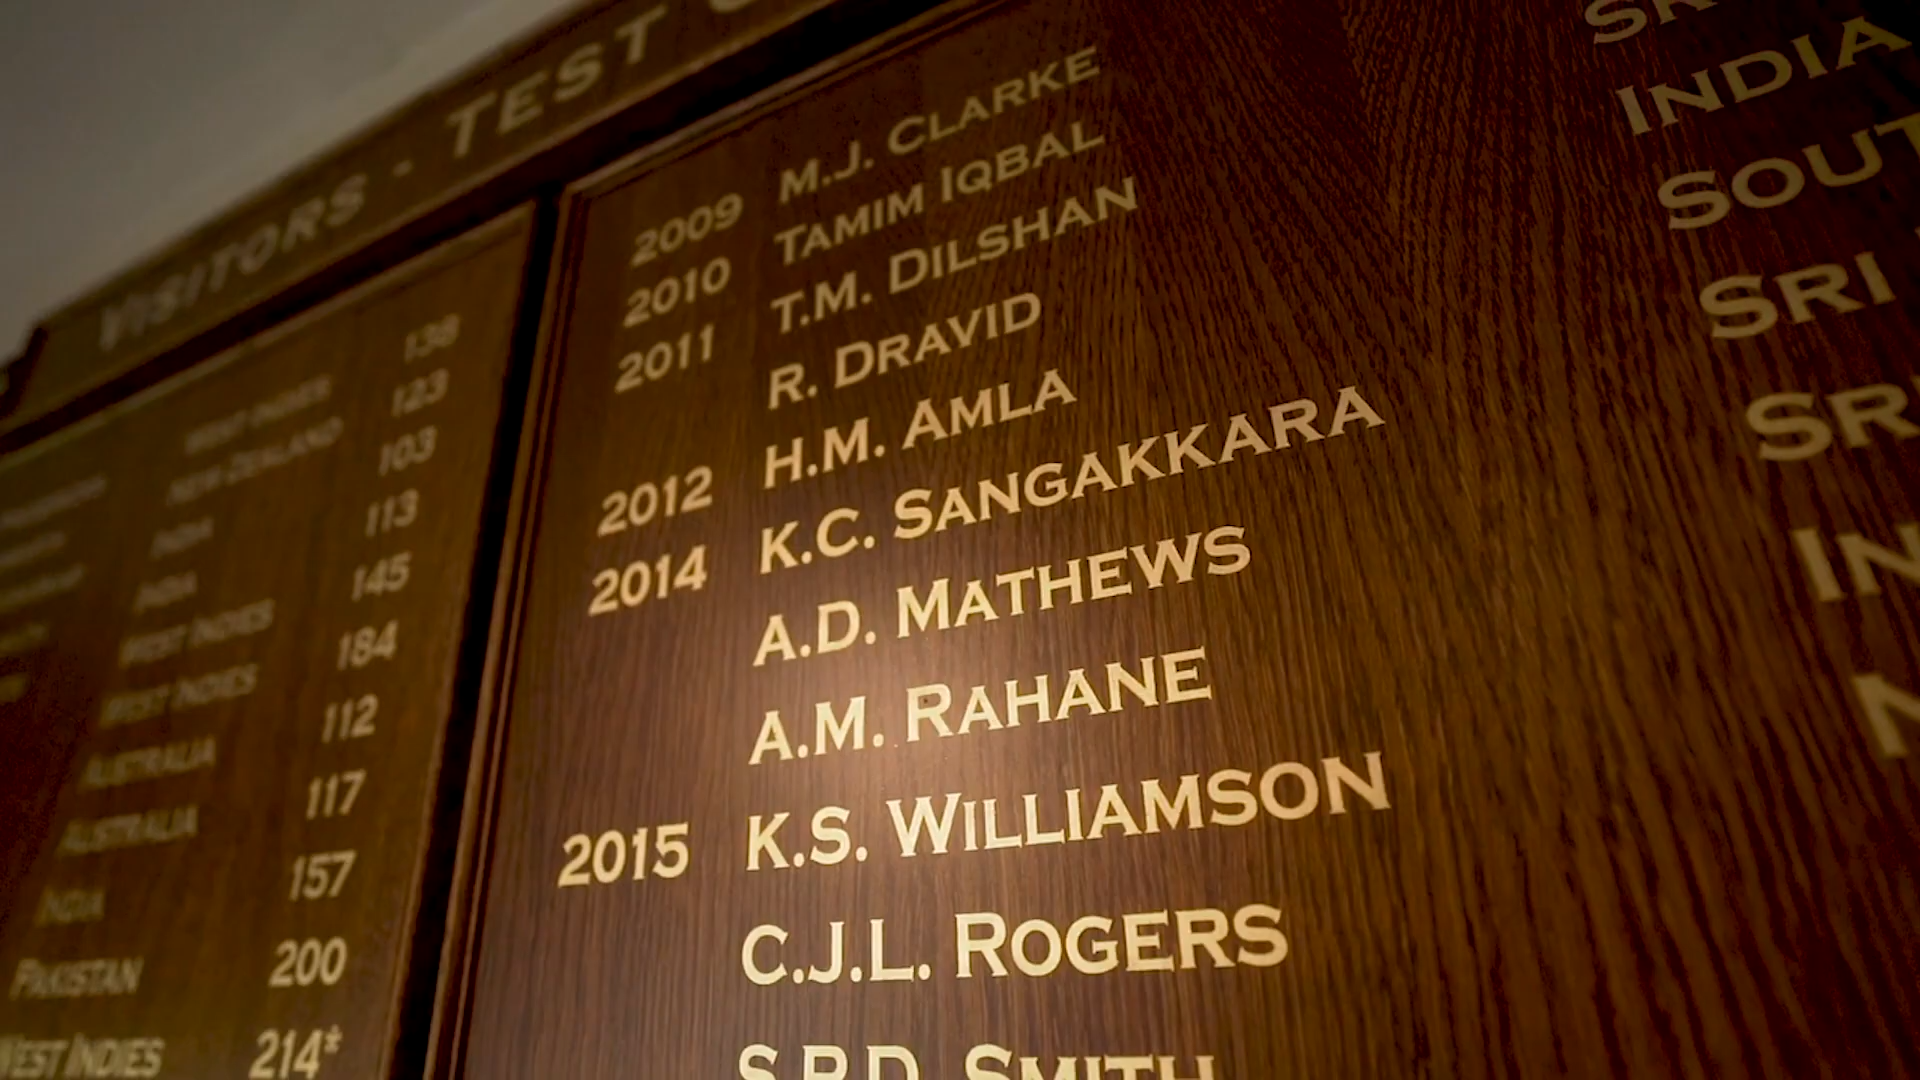 VISITORS - TEST
138
WEST INDIES 123
NEW ZEALAND 103
INDIA 113
INDIA 145
WEST INDIES 184
WEST INDIES 112
AUSTRALIA 117
AUSTRALIA 157
INDIA 200
PAKISTAN 214*
WEST INDIES
2009 M.J. CLARKE
2010 TAMIM IQBAL
2011 T.M. DILSHAN
R. DRAVID
2012 H.M. AMLA
2014 K.C. SANGAKKARA
A.D. MATHEWS
A.M. RAHANE
2015 K.S. WILLIAMSON
C.J.L. ROGERS
S.P.D. SMITH
INDIA
SRI